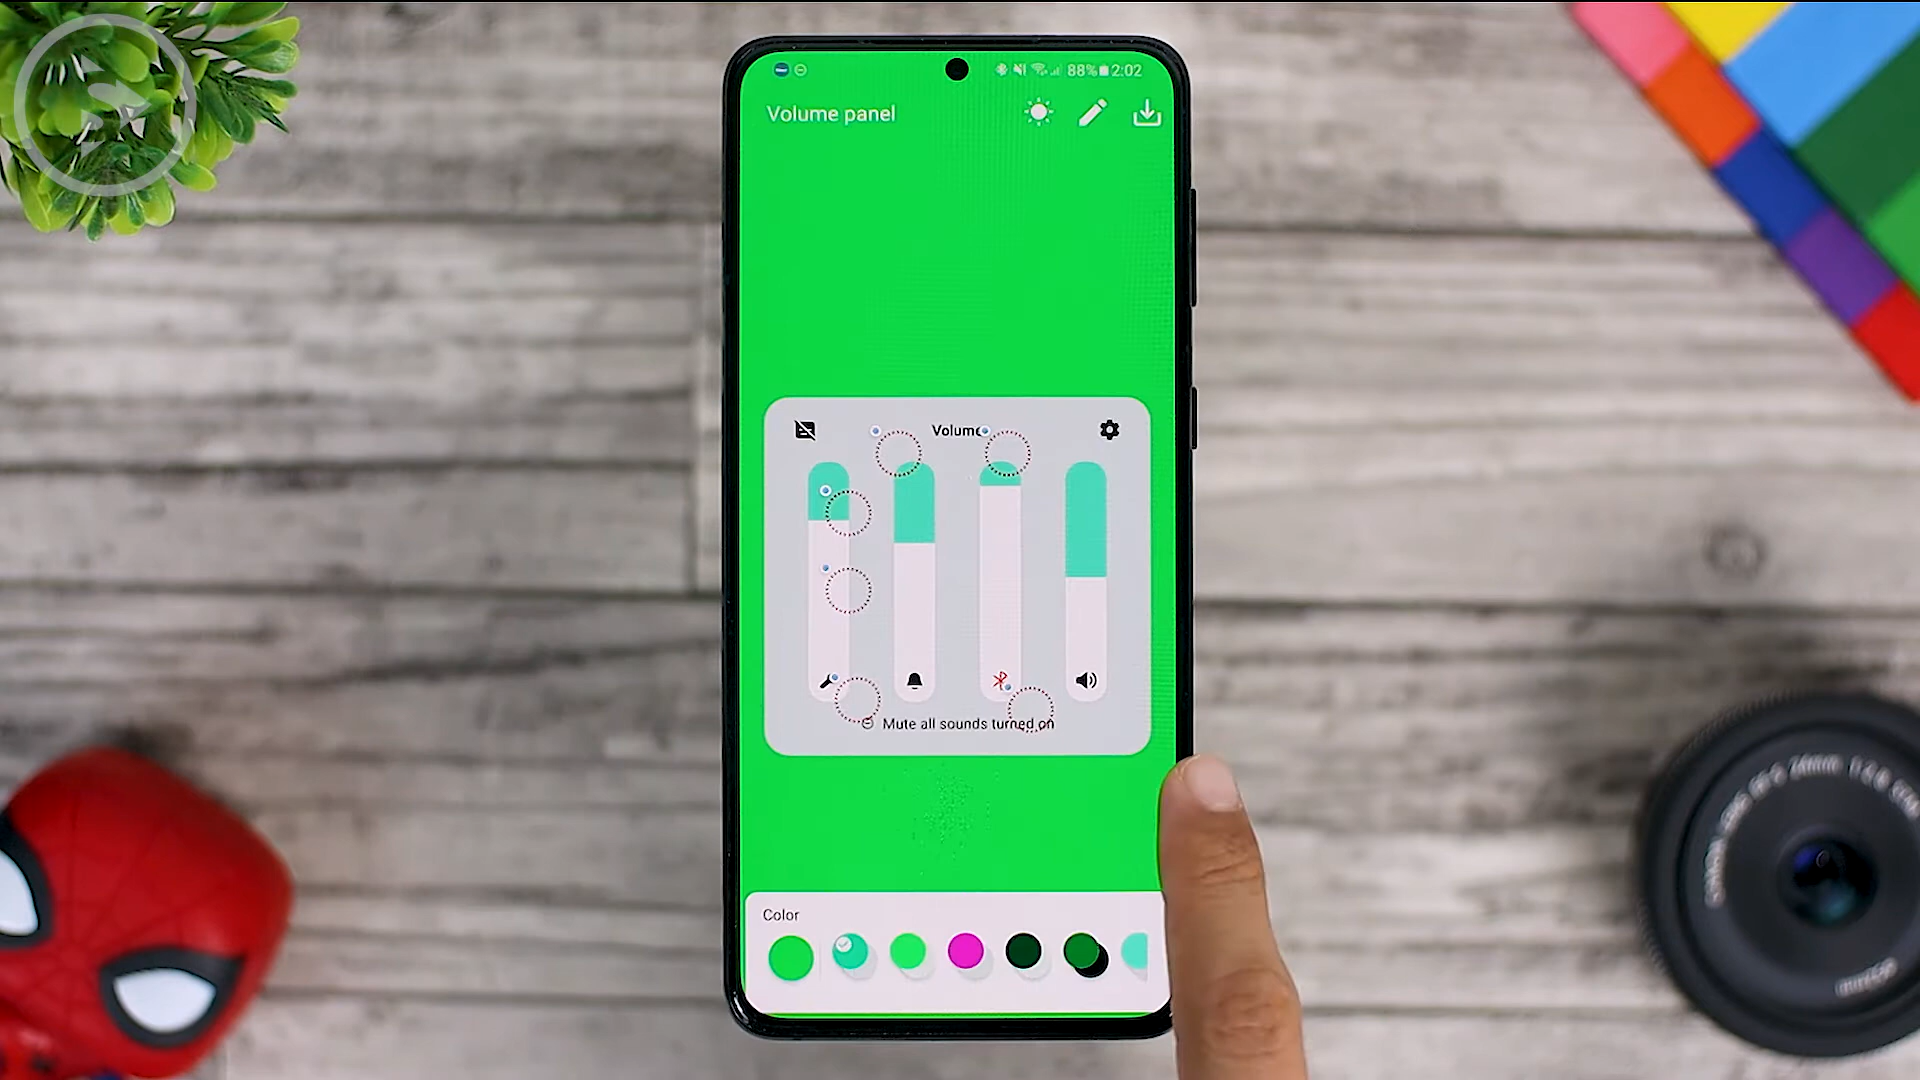 88% 2:02
Volume panel
Volume
Mute all sounds turned on
Color